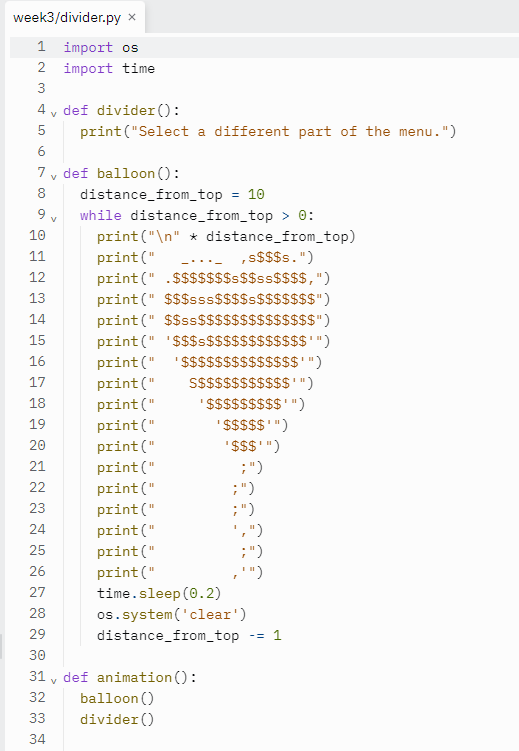 week3/divider.py ×
1 import os
2 import time
3
4 def divider():
5   print("Select a different part of the menu.")
6
7 def balloon():
8   distance_from_top = 10
9   while distance_from_top > 0:
10     print("\n" * distance_from_top)
11     print("   _..._  ,s$$$s.")
12     print(" .$$$$$$$s$$ss$$$$,")
13     print(" $$$sss$$$$s$$$$$$$")
14     print(" $$ss$$$$$$$$$$$$$$")
15     print(" '$$$s$$$$$$$$$$$$'")
16     print("  '$$$$$$$$$$$$$$'")
17     print("    S$$$$$$$$$$$'")
18     print("     '$$$$$$$$$'")
19     print("       '$$$$$'")
20     print("        '$$$'")
21     print("          ;")
22     print("         ;")
23     print("         ;")
24     print("         ',")
25     print("          ;")
26     print("         ,'")
27     time.sleep(0.2)
28     os.system('clear')
29     distance_from_top -= 1
30
31 def animation():
32   balloon()
33   divider()
34